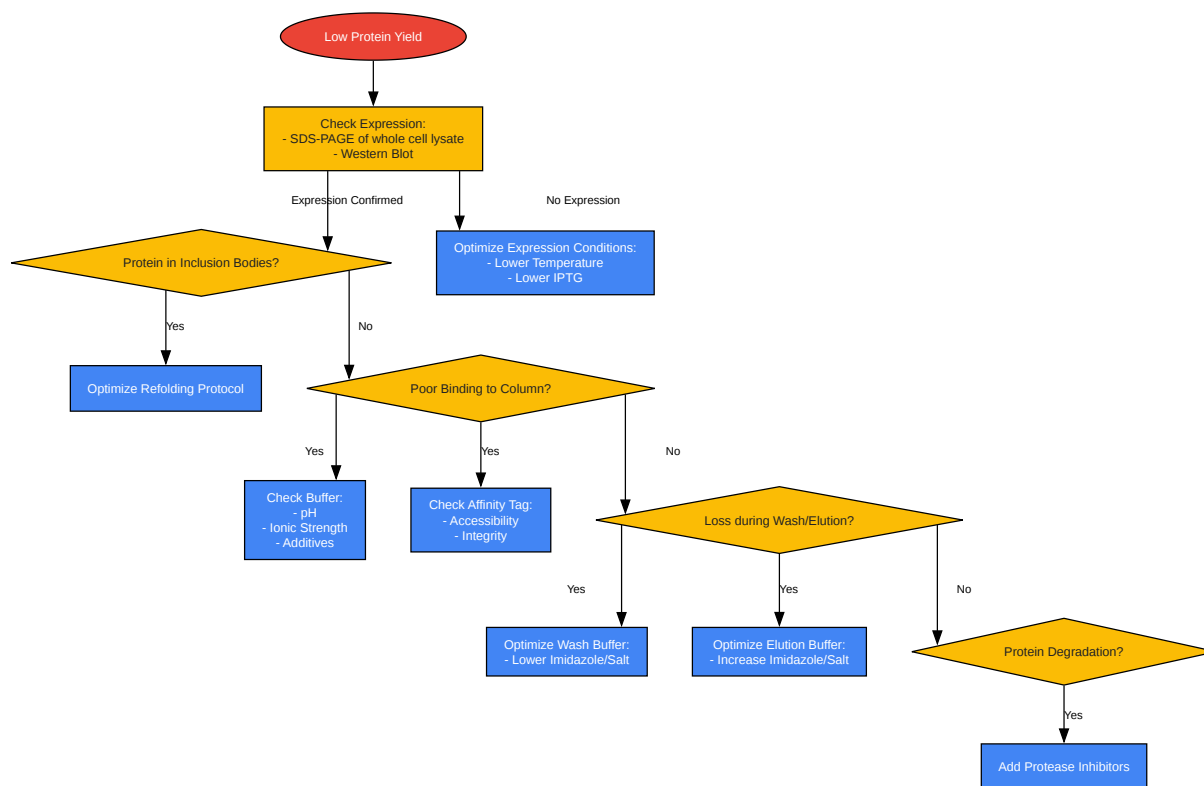 Low Protein Yield
Check Expression:
- SDS-PAGE of whole cell lysate
- Western Blot
Expression Confirmed
No Expression
Protein in Inclusion Bodies?
Optimize Expression Conditions:
- Lower Temperature
- Lower IPTG
Yes
No
Optimize Refolding Protocol
Poor Binding to Column?
Yes
Yes
No
Check Buffer:
- pH
- Ionic Strength
- Additives
Check Affinity Tag:
- Accessibility
- Integrity
Loss during Wash/Elution?
Yes
Yes
No
Optimize Wash Buffer:
- Lower Imidazole/Salt
Optimize Elution Buffer:
- Increase Imidazole/Salt
Protein Degradation?
Yes
Add Protease Inhibitors